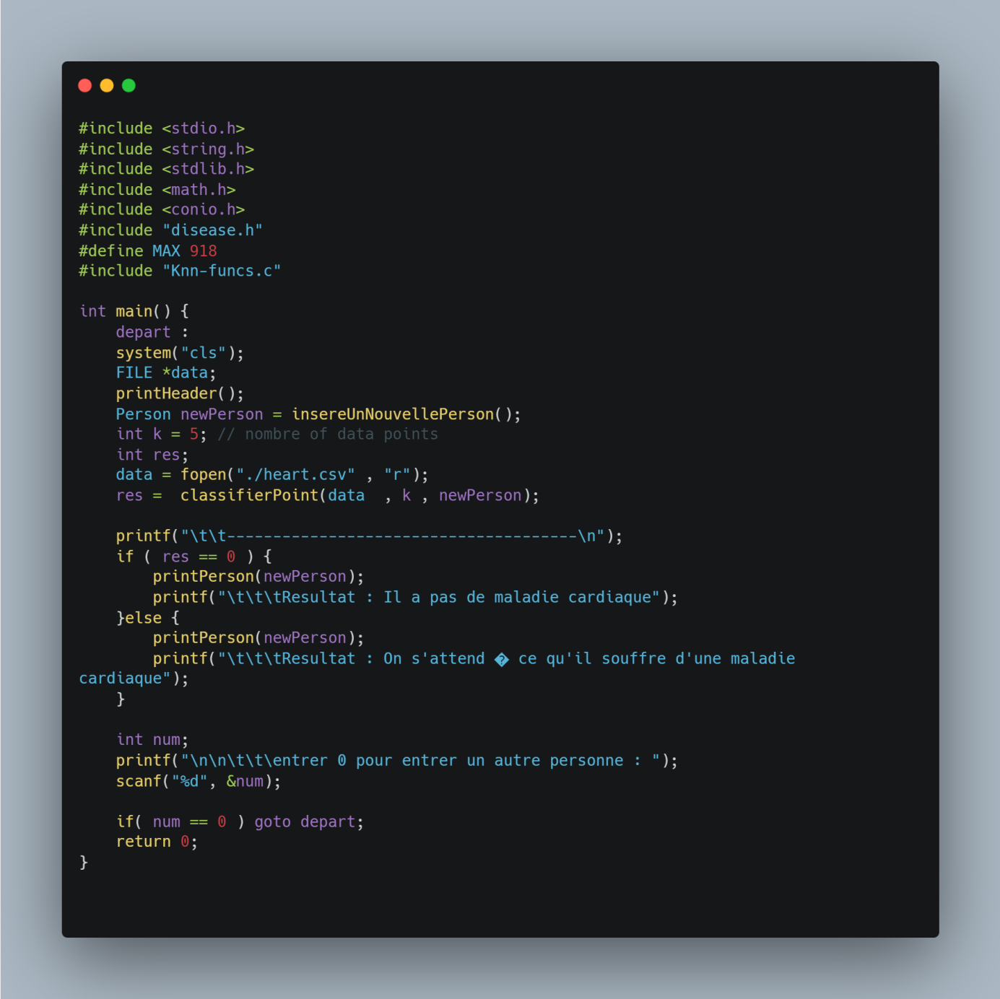 #include <stdio.h>
#include <string.h>
#include <stdlib.h>
#include <math.h>
#include <conio.h>
#include "disease.h"
#define MAX 918
#include "Knn-funcs.c"

int main() {
    depart :
    system("cls");
    FILE *data;
    printHeader();
    Person newPerson = insereUnNouvellePerson();
    int k = 5; // nombre of data points
    int res;
    data = fopen("./heart.csv" , "r");
    res =  classifierPoint(data  , k , newPerson);

    printf("\t\t--------------------------------------\n");
    if ( res == 0 ) {
        printPerson(newPerson);
        printf("\t\t\tResultat : Il a pas de maladie cardiaque");
    }else {
        printPerson(newPerson);
        printf("\t\t\tResultat : On s'attend � ce qu'il souffre d'une maladie
cardiaque");
    }

    int num;
    printf("\n\n\t\t\entrer 0 pour entrer un autre personne : ");
    scanf("%d", &num);

    if( num == 0 ) goto depart;
    return 0;
}